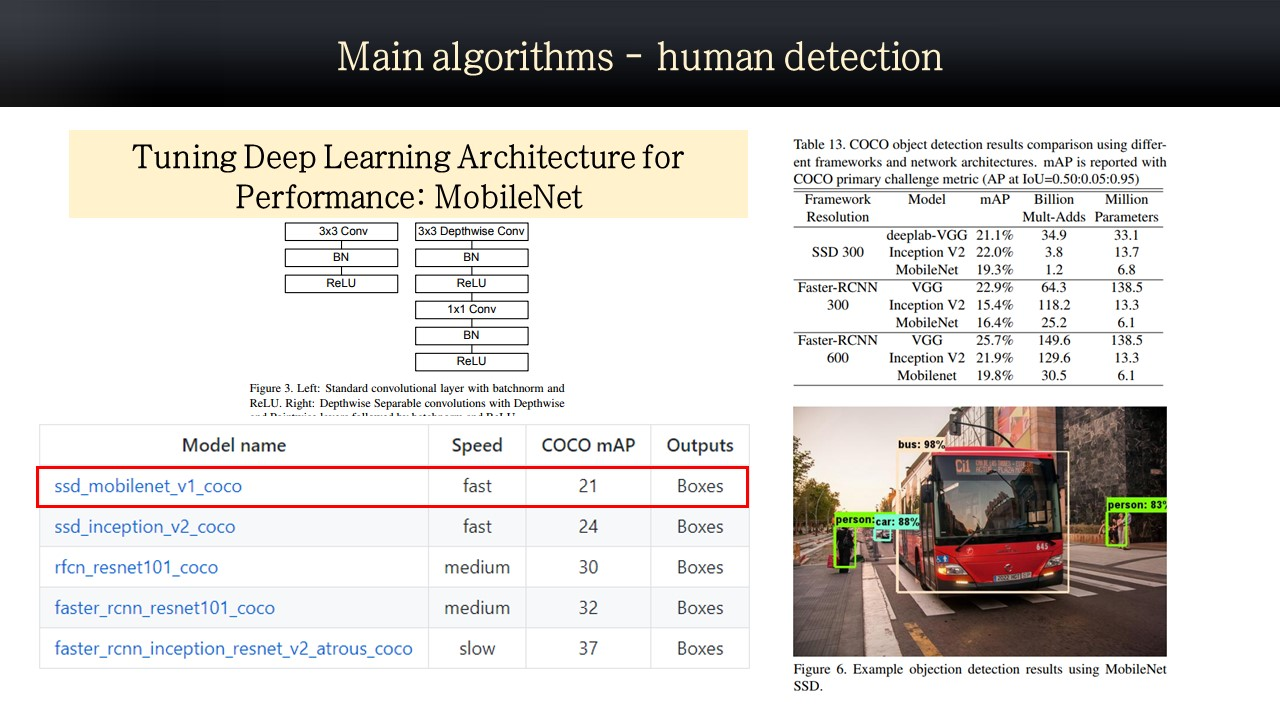 Main algorithms - human detection
Tuning Deep Learning Architecture for
Performance: MobileNet
3x3 Conv
BN
ReLU
3x3 Depthwise Conv
BN
ReLU
1x1 Conv
BN
ReLU
Figure 3. Left: Standard convolutional layer with batchnorm and
ReLU. Right: Depthwise Separable convolutions with Depthwise
Model name Speed COCO mAP Outputs
ssd_mobilenet_v1_coco fast 21 Boxes
ssd_inception_v2_coco fast 24 Boxes
rfcn_resnet101_coco medium 30 Boxes
faster_rcnn_resnet101_coco medium 32 Boxes
faster_rcnn_inception_resnet_v2_atrous_coco slow 37 Boxes
Table 13. COCO object detection results comparison using differ-
ent frameworks and network architectures. mAP is reported with
COCO primary challenge metric (AP at IoU=0.50:0.05:0.95)
Framework Model mAP Billion Million
Resolution Mult-Adds Parameters
deeplab-VGG 21.1% 34.9 33.1
SSD 300 Inception V2 22.0% 3.8 13.7
MobileNet 19.3% 1.2 6.8
Faster-RCNN VGG 22.9% 64.3 138.5
300 Inception V2 15.4% 118.2 13.3
MobileNet 16.4% 25.2 6.1
Faster-RCNN VGG 25.7% 149.6 138.5
600 Inception V2 21.9% 129.6 13.3
Mobilenet 19.8% 30.5 6.1
bus: 98%
person:
car: 88%
person: 83%
645
Figure 6. Example objection detection results using MobileNet
SSD.